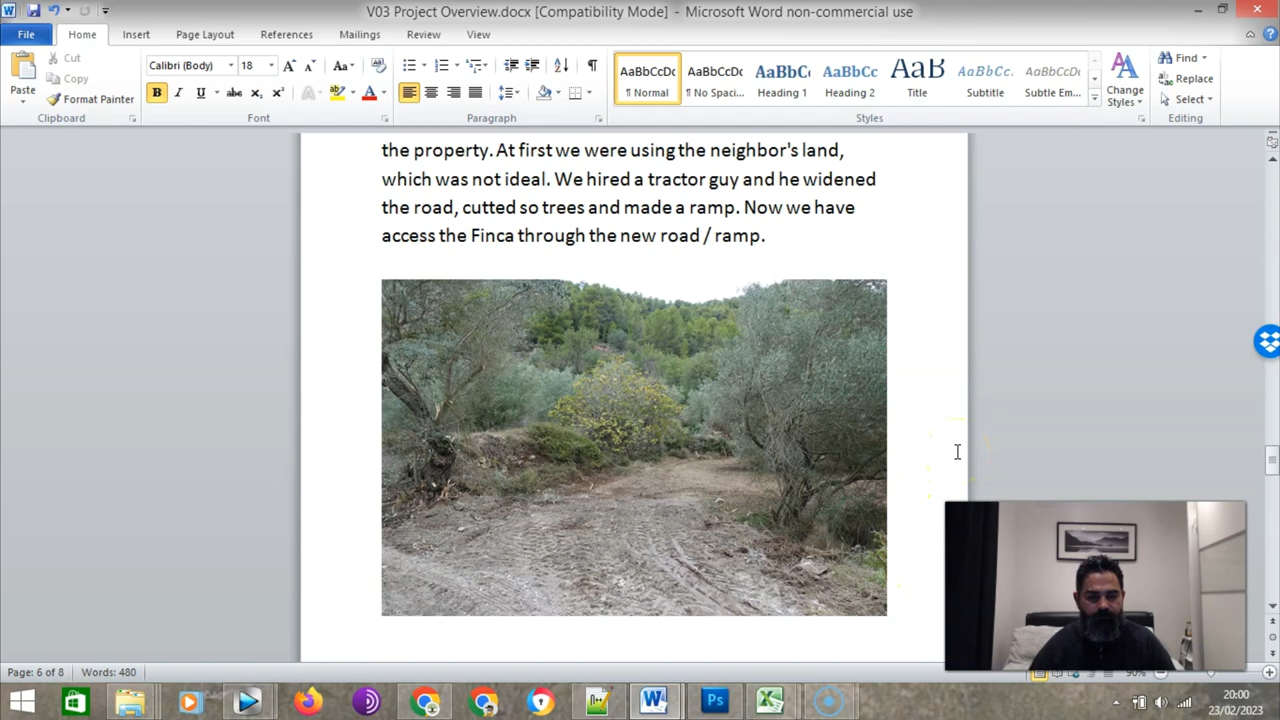 V03 Project Overview.docx [Compatibility Mode] - Microsoft Word non-commercial use
File Home Insert Page Layout References Mailings Review View
Paste
Cut
Copy
Format Painter
Clipboard
Calibri (Body) 18
Font
Paragraph
AaBbCcDc AaBbCcDc AaBbCc AaBbCc AaB AaBbCc. AaBbCcDc
¶ Normal ¶ No Spaci... Heading 1 Heading 2 Title Subtitle Subtle Em...
Styles
Change Styles
Find
Replace
Select
Editing
the property. At first we were using the neighbor's land,
which was not ideal. We hired a tractor guy and he widened
the road, cutted so trees and made a ramp. Now we have
access the Finca through the new road / ramp.
Page: 6 of 8 Words: 480
90%
20:00
23/02/2023